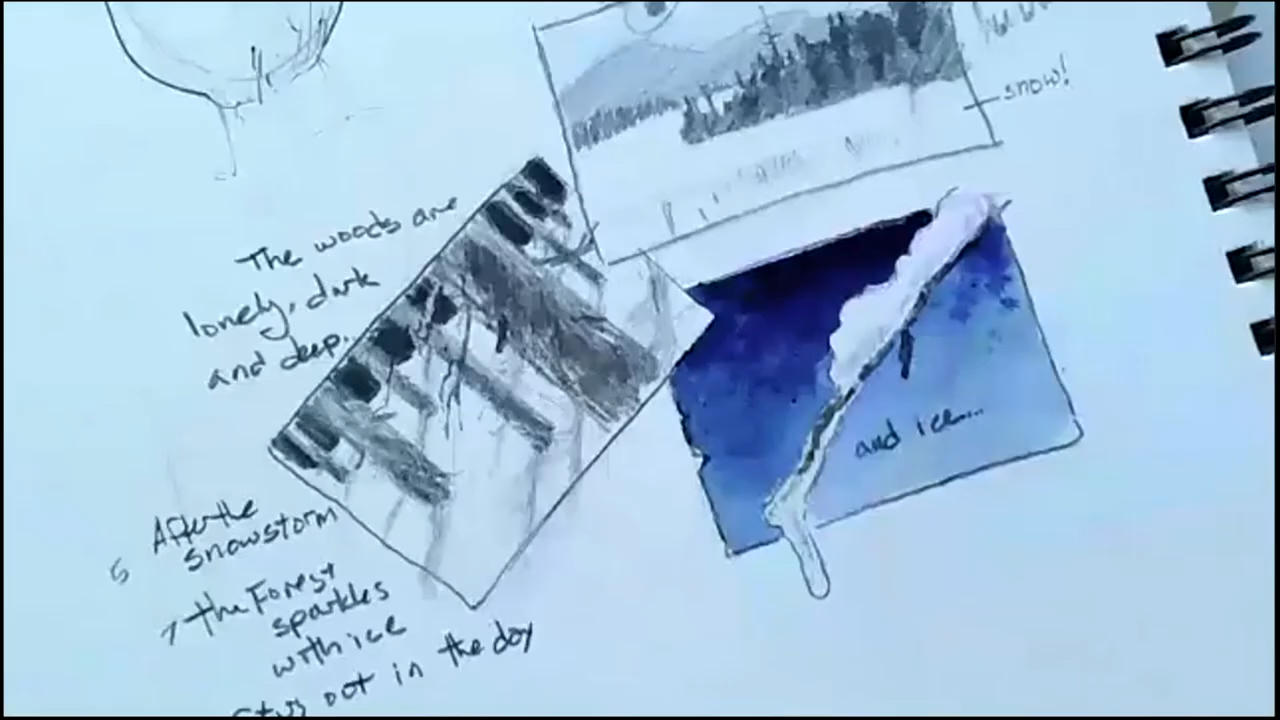 snow!
The woods are
lonely, dark
and deep.
and ice....
5 After the
snowstorm
7 the Forest
sparkles
with ice
out in the day